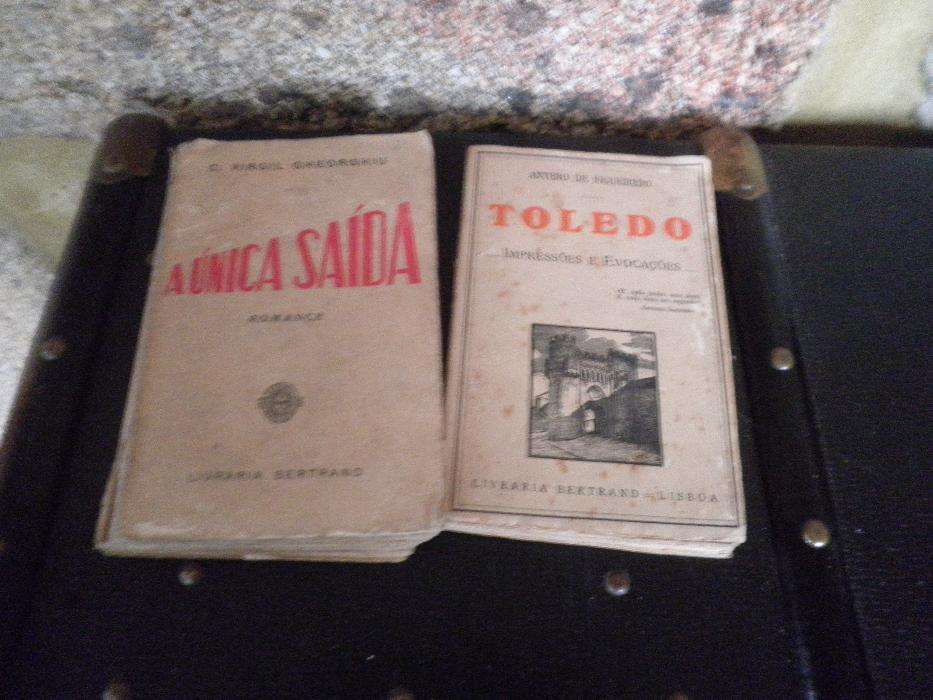 C. VIRGIL GHEORGHIU
A ÚNICA SAÍDA
ROMANCE
LIVRARIA BERTRAND
ANTERO DE FIGUEIREDO
TOLEDO
IMPRESSÕES E EVOCAÇÕES
LIVRARIA BERTRAND - LISBOA